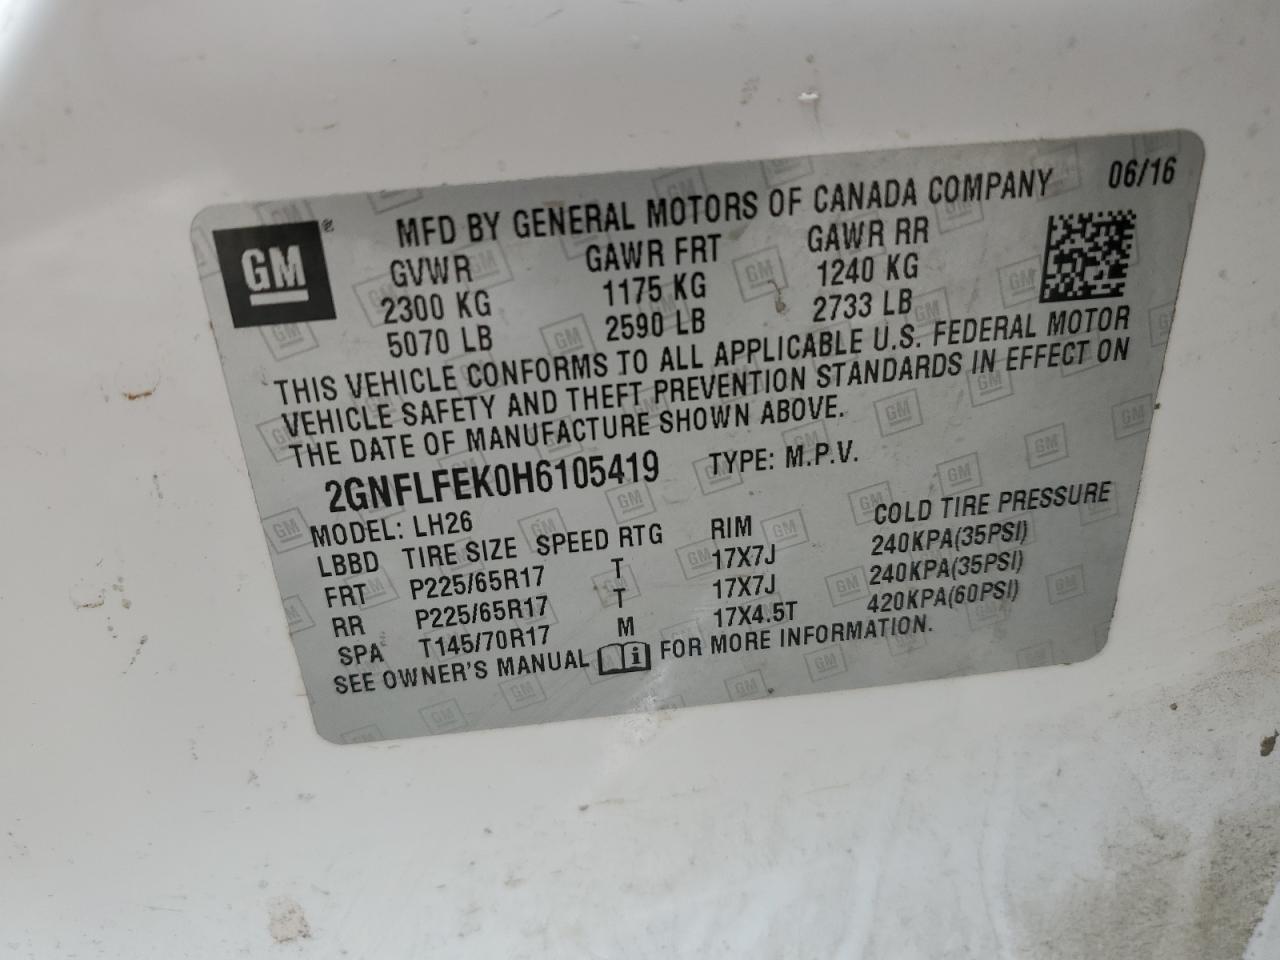 MFD BY GENERAL MOTORS OF CANADA COMPANY 06/16
GM ®
GVWR GAWR FRT GAWR RR
2300 KG 1175 KG 1240 KG
5070 LB 2590 LB 2733 LB
THIS VEHICLE CONFORMS TO ALL APPLICABLE U.S. FEDERAL MOTOR
VEHICLE SAFETY AND THEFT PREVENTION STANDARDS IN EFFECT ON
THE DATE OF MANUFACTURE SHOWN ABOVE.
2GNFLFEK0H6105419 TYPE: M.P.V.
MODEL: LH26
LBBD TIRE SIZE SPEED RTG RIM COLD TIRE PRESSURE
FRT P225/65R17 T 17X7J 240KPA(35PSI)
RR P225/65R17 T 17X7J 240KPA(35PSI)
SPA T145/70R17 M 17X4.5T 420KPA(60PSI)
SEE OWNER'S MANUAL i FOR MORE INFORMATION.